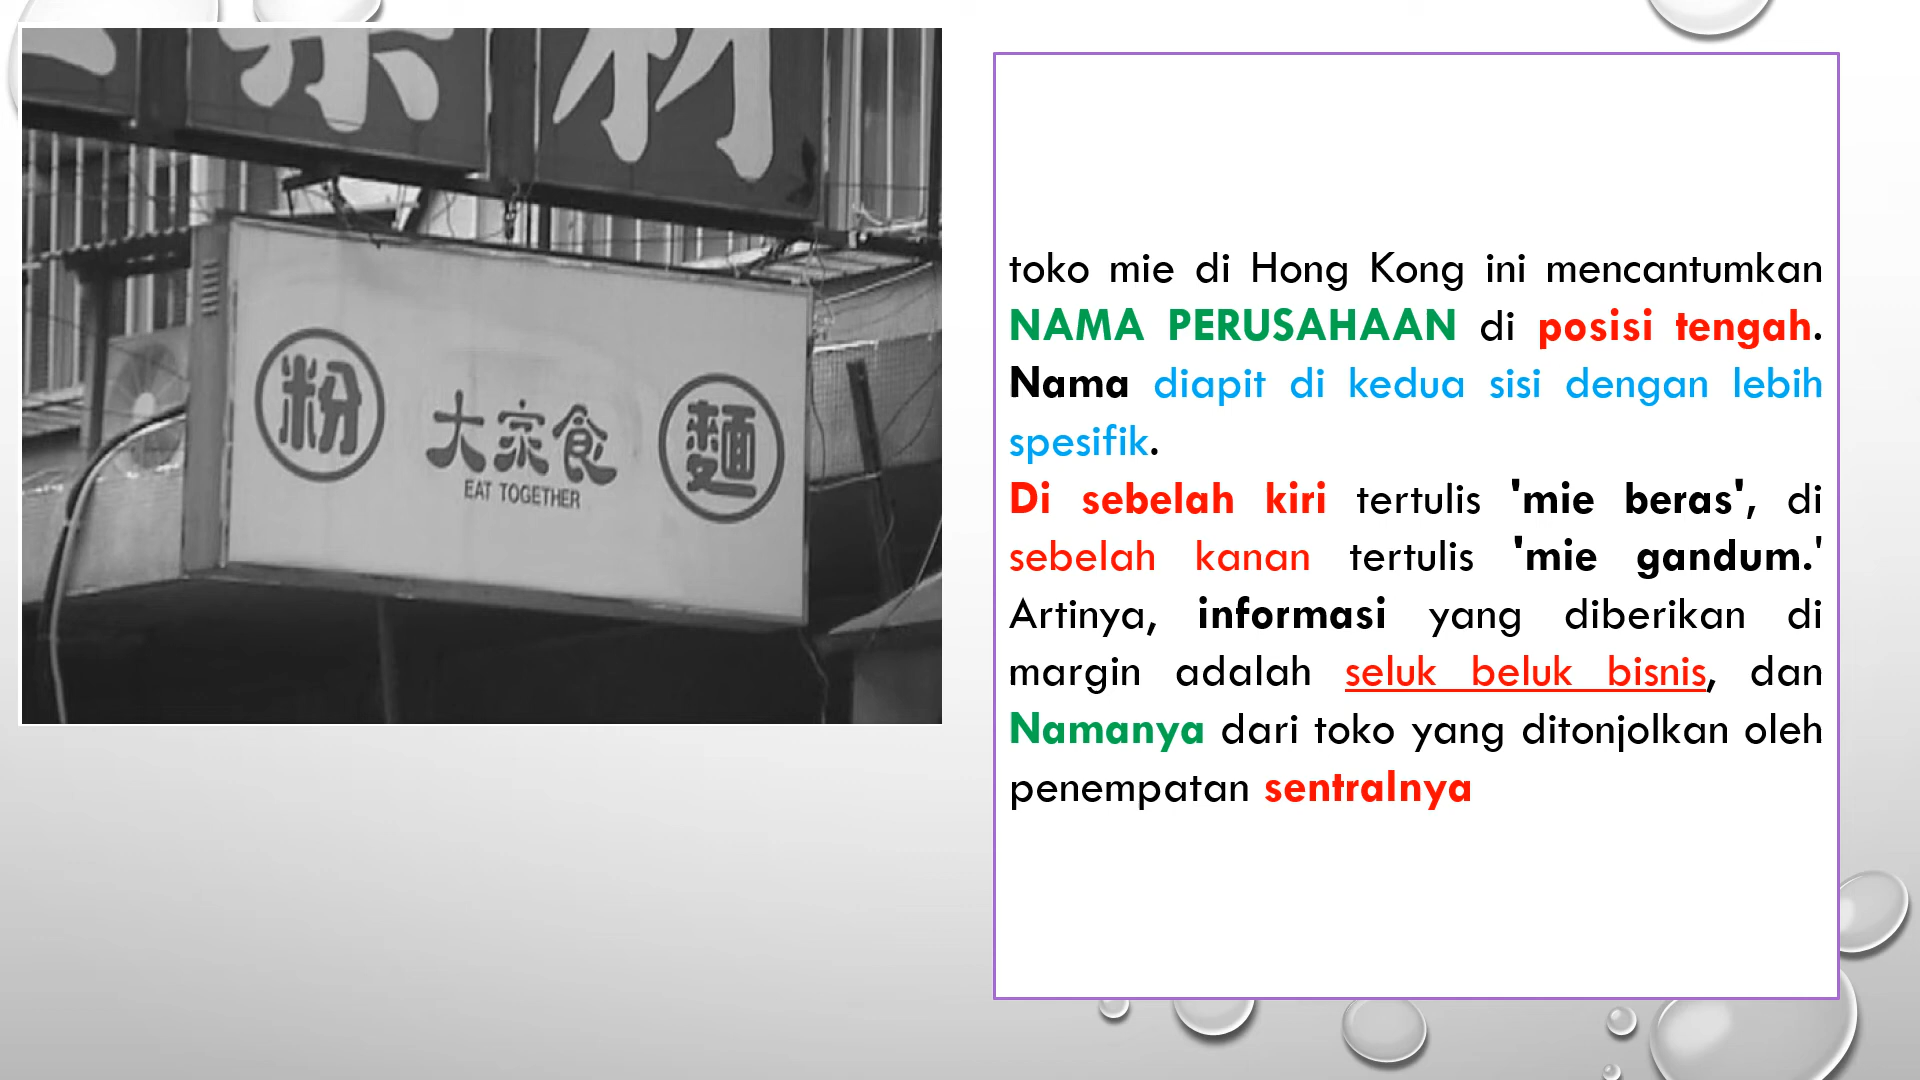 粉
大家食
EAT TOGETHER
麵
toko mie di Hong Kong ini mencantumkan
NAMA PERUSAHAAN di posisi tengah.
Nama diapit di kedua sisi dengan lebih
spesifik.
Di sebelah kiri tertulis 'mie beras', di
sebelah kanan tertulis 'mie gandum.'
Artinya, informasi yang diberikan di
margin adalah seluk beluk bisnis, dan
Namanya dari toko yang ditonjolkan oleh
penempatan sentralnya